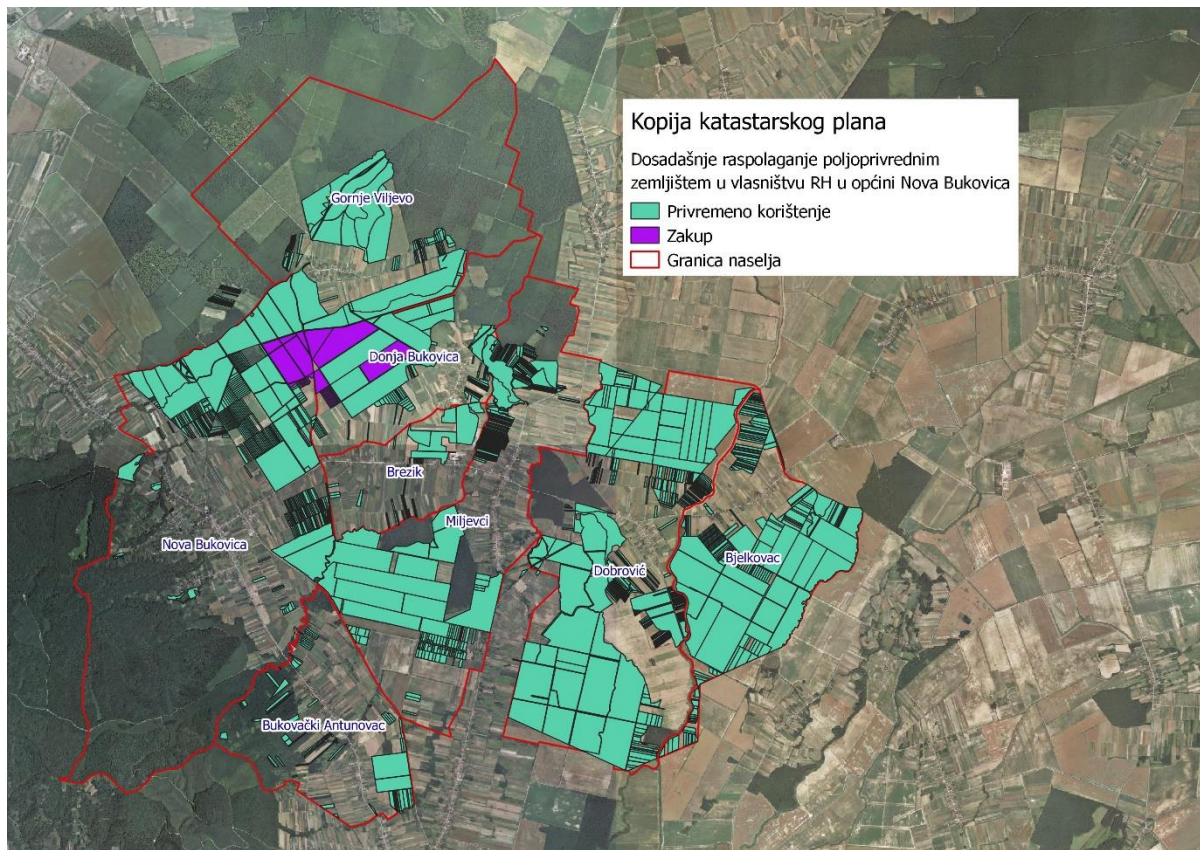 Kopija katastarskog plana
Dosadašnje raspolaganje poljoprivrednim
zemljištem u vlasništvu RH u općini Nova Bukovica
Privremeno korištenje
Zakup
Granica naselja
Gornje Viljevo
Donja Bukovica
Brezik
Miljevci
Nova Bukovica
Dobrović
Bjelkovac
Bukovački Antunovac